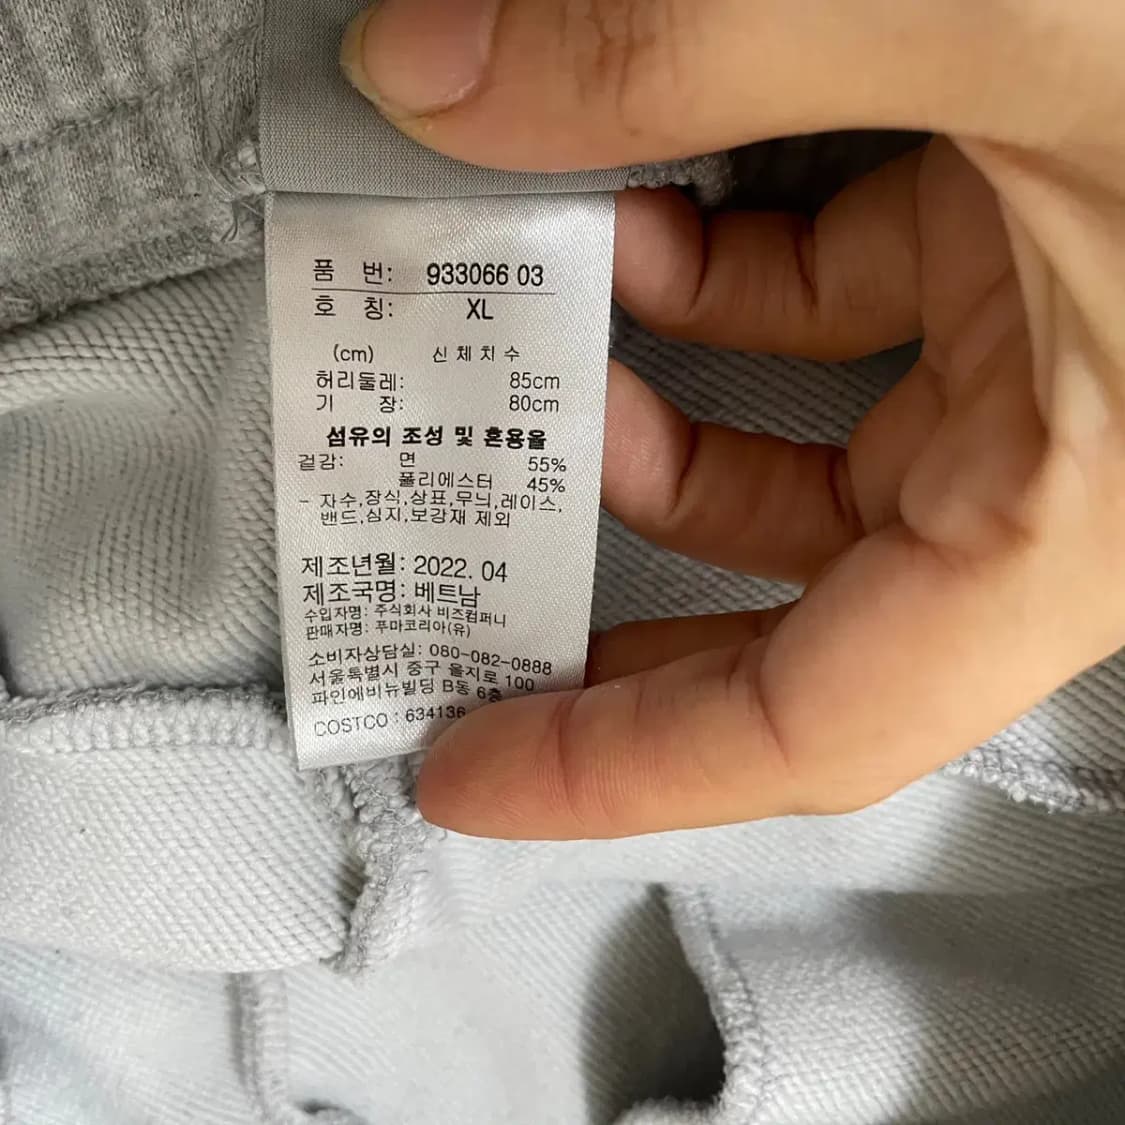 품 번: 933066 03
호 칭: XL
(cm) 신체치수
허리둘레: 85cm
기 장: 80cm
섬유의 조성 및 혼용율
겉감: 면 55%
폴리에스터 45%
- 자수,장식,상표,무늬,레이스,
밴드,심지,보강재 제외
제조년월: 2022. 04
제조국명: 베트남
수입자명: 주식회사 비즈컴퍼니
판매자명: 푸마코리아(유)
소비자상담실: 080-082-0888
서울특별시 중구 을지로 100
파인에비뉴빌딩 B동 6층
COSTCO : 634136